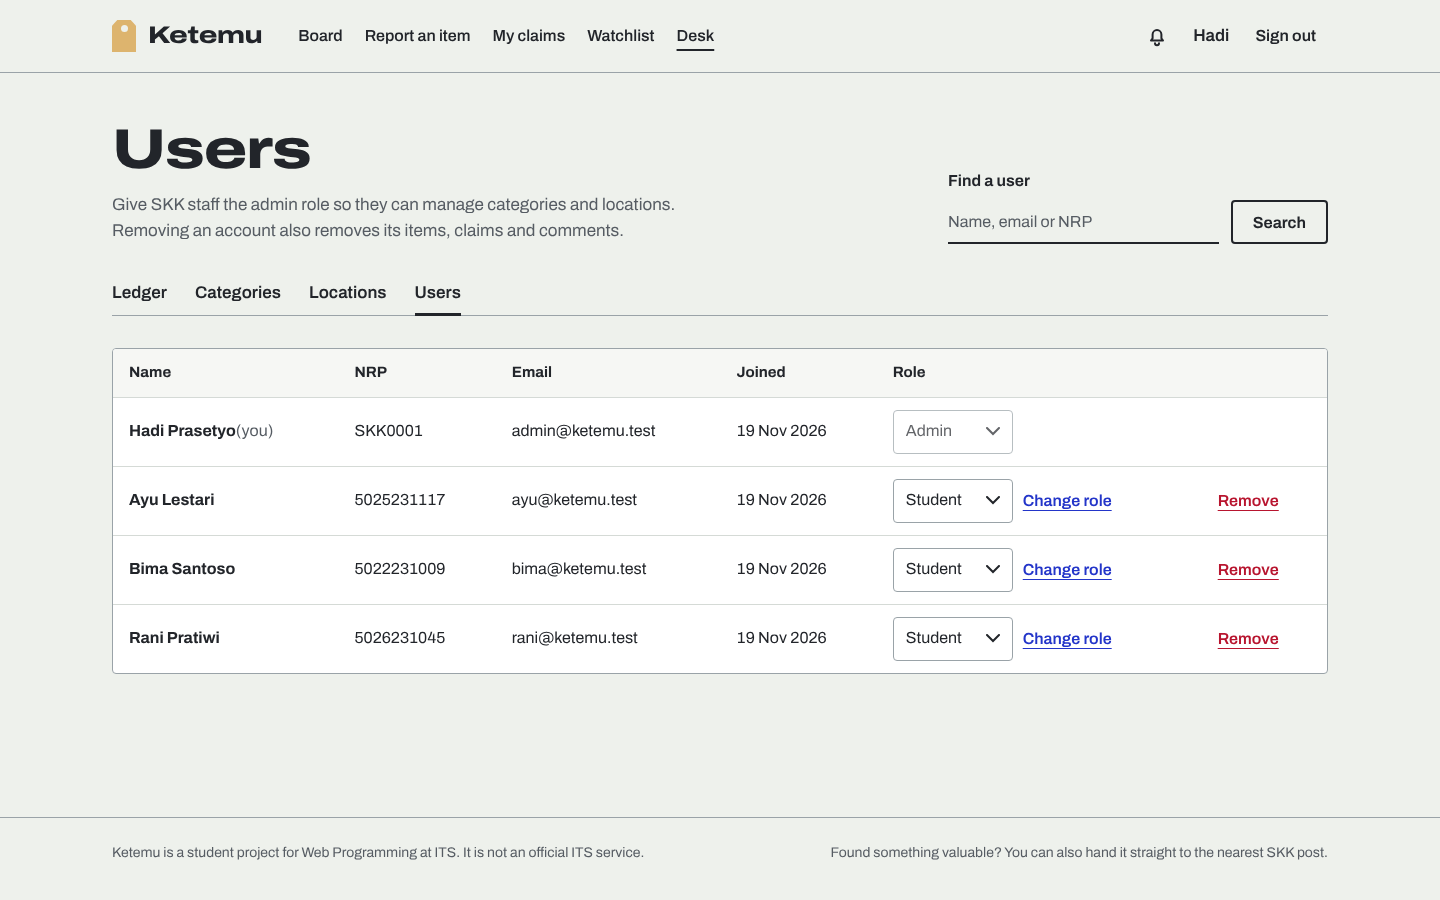 Ketemu Board Report an item My claims Watchlist Desk Hadi Sign out
Users
Give SKK staff the admin role so they can manage categories and locations.
Removing an account also removes its items, claims and comments.
Find a user
Name, email or NRP Search
Ledger Categories Locations Users
Name NRP Email Joined Role
Hadi Prasetyo(you) SKK0001 admin@ketemu.test 19 Nov 2026 Admin
Ayu Lestari 5025231117 ayu@ketemu.test 19 Nov 2026 Student Change role Remove
Bima Santoso 5022231009 bima@ketemu.test 19 Nov 2026 Student Change role Remove
Rani Pratiwi 5026231045 rani@ketemu.test 19 Nov 2026 Student Change role Remove
Ketemu is a student project for Web Programming at ITS. It is not an official ITS service.
Found something valuable? You can also hand it straight to the nearest SKK post.